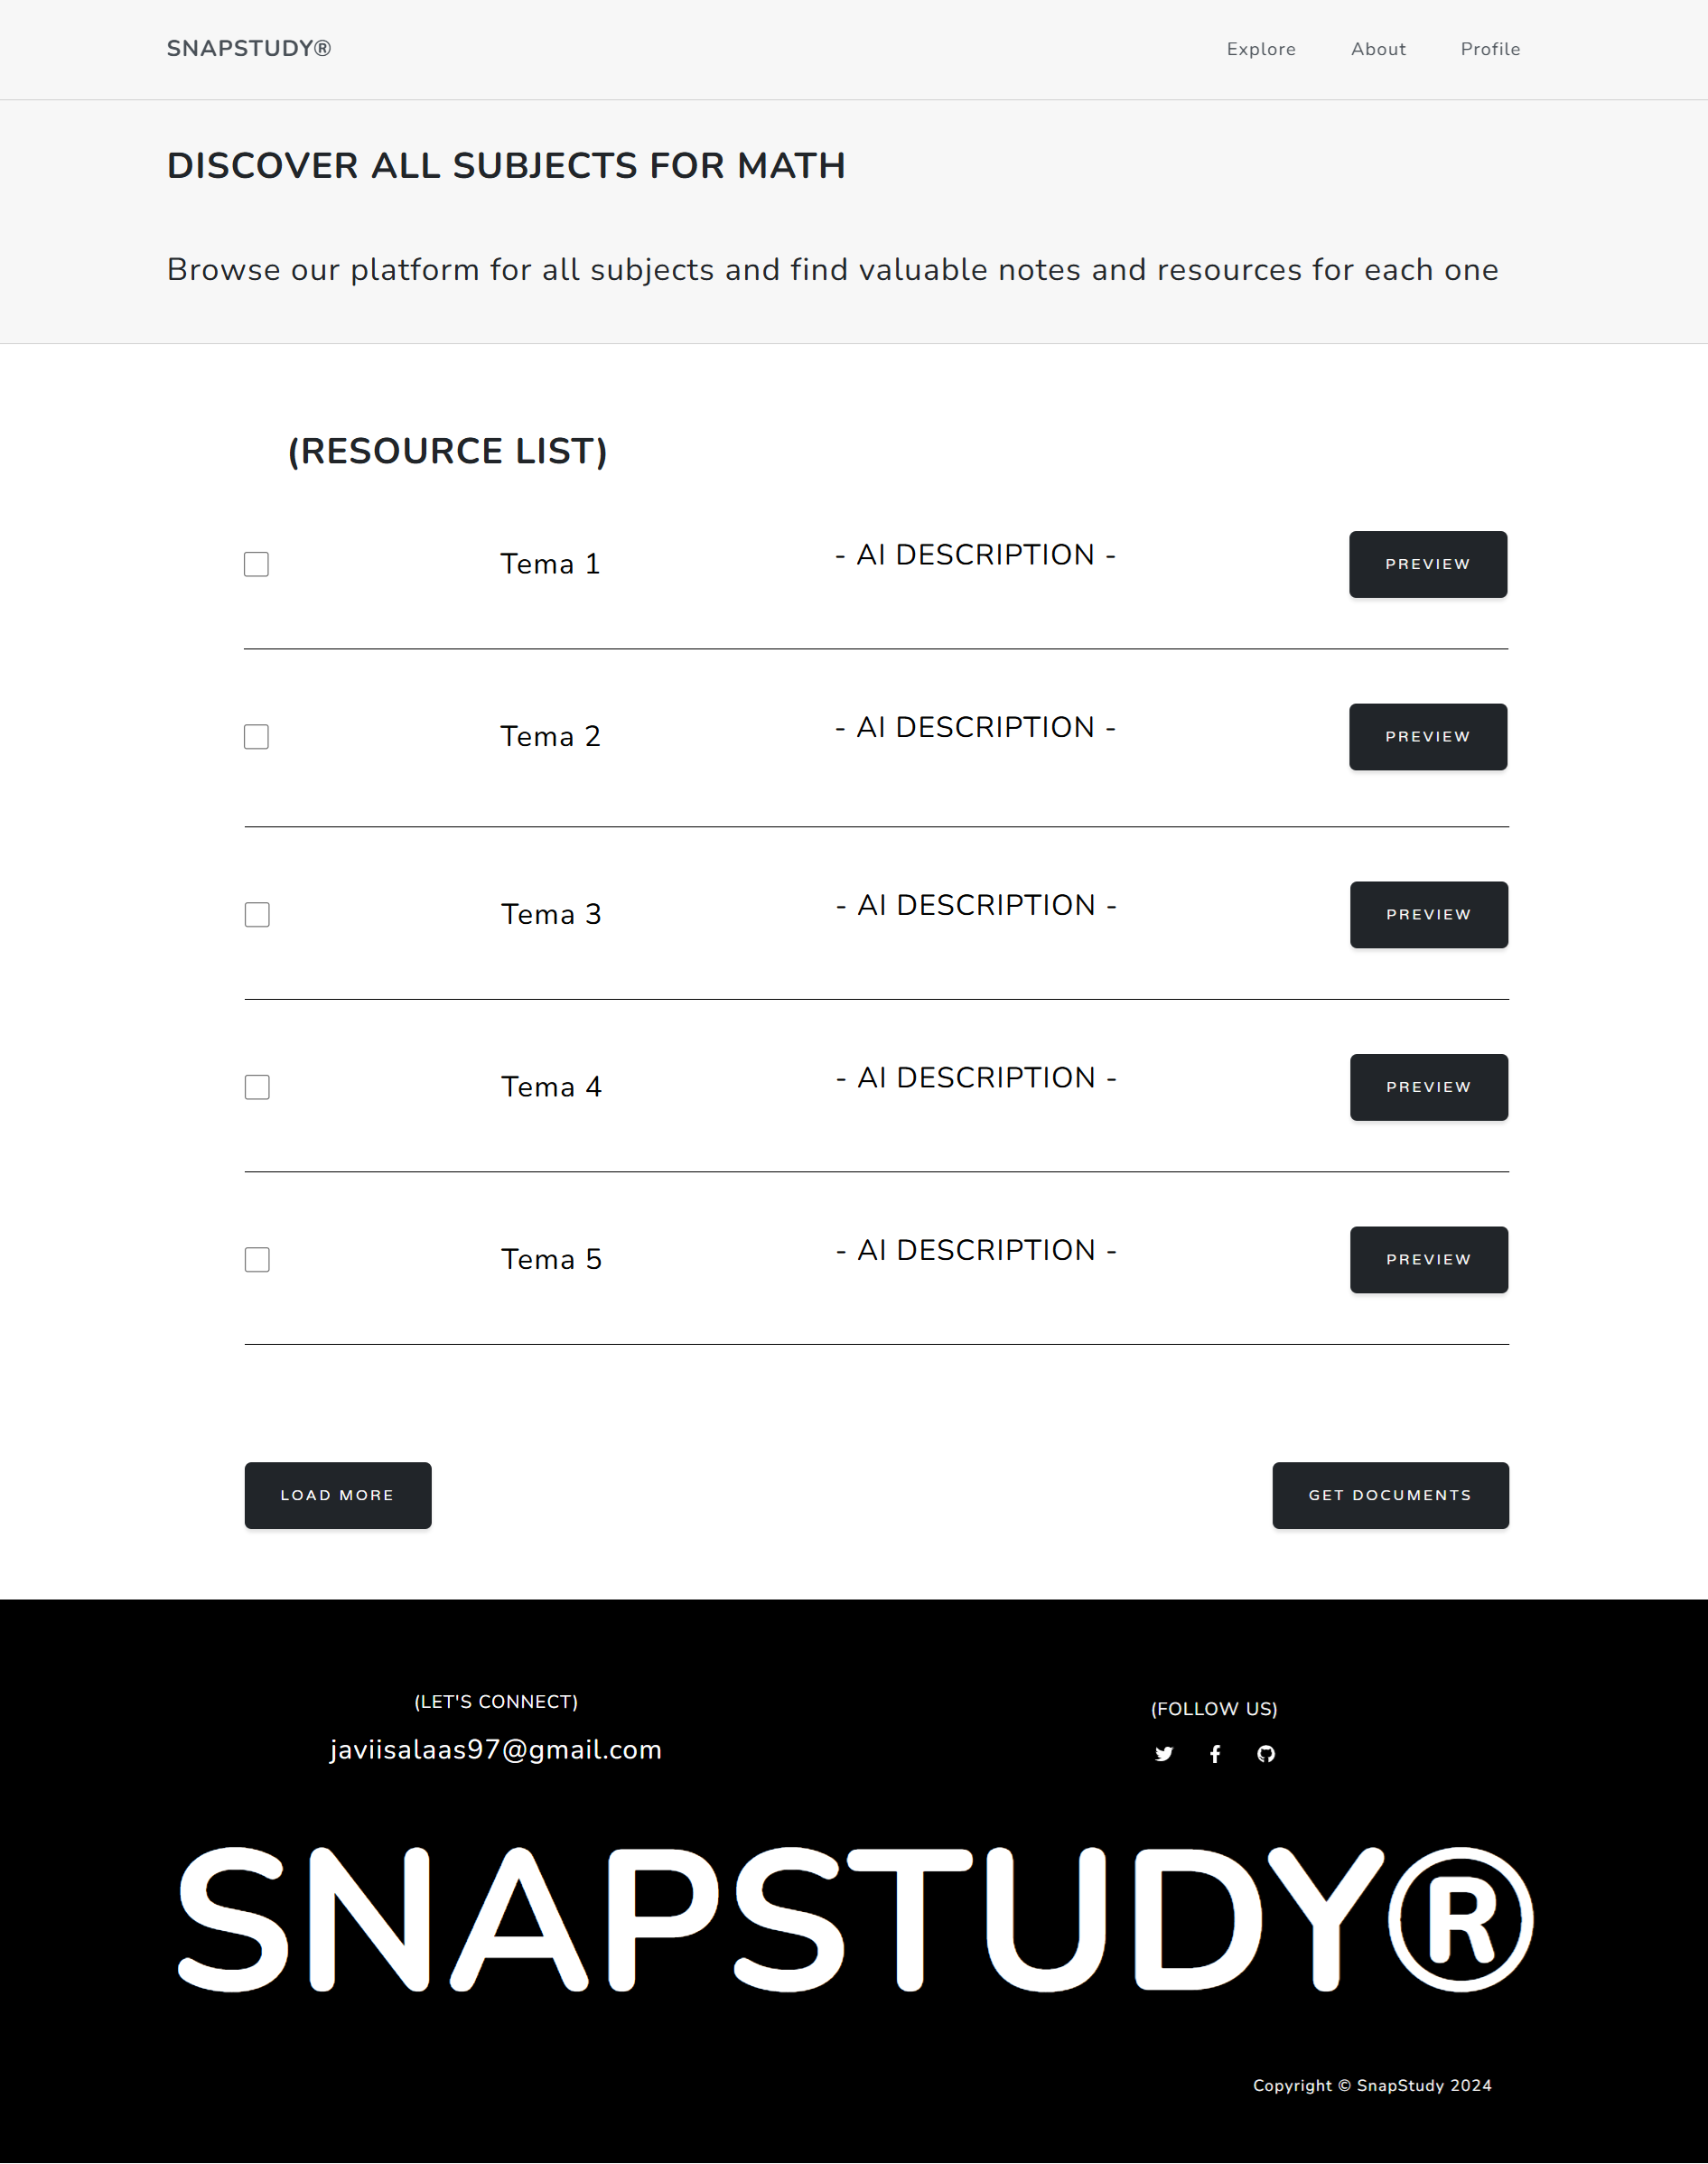 SNAPSTUDY®
Explore About Profile
DISCOVER ALL SUBJECTS FOR MATH
Browse our platform for all subjects and find valuable notes and resources for each one
(RESOURCE LIST)
Tema 1 - AI DESCRIPTION - PREVIEW
Tema 2 - AI DESCRIPTION - PREVIEW
Tema 3 - AI DESCRIPTION - PREVIEW
Tema 4 - AI DESCRIPTION - PREVIEW
Tema 5 - AI DESCRIPTION - PREVIEW
LOAD MORE GET DOCUMENTS
(LET'S CONNECT)
javiisalaas97@gmail.com
(FOLLOW US)
SNAPSTUDY®
Copyright © SnapStudy 2024